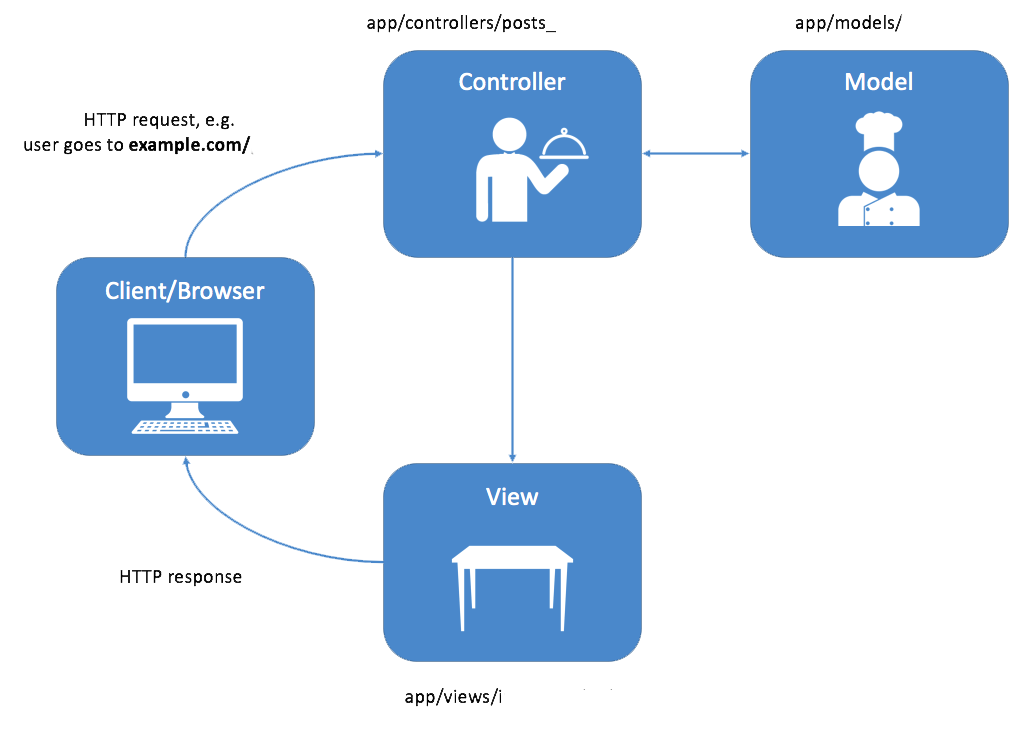 app/controllers/posts_
app/models/
Controller
Model
HTTP request, e.g.
user goes to example.com/
Client/Browser
View
HTTP response
app/views/i